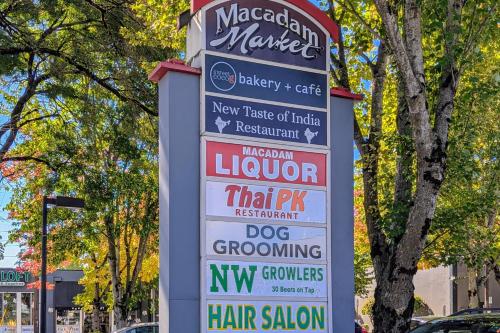 Macadam
Market
bakery + café
New Taste of India
Restaurant
MACADAM
LIQUOR
Thai PK
RESTAURANT
DOG
GROOMING
NW GROWLERS
30 Beers on Tap
HAIR SALON
LOFT